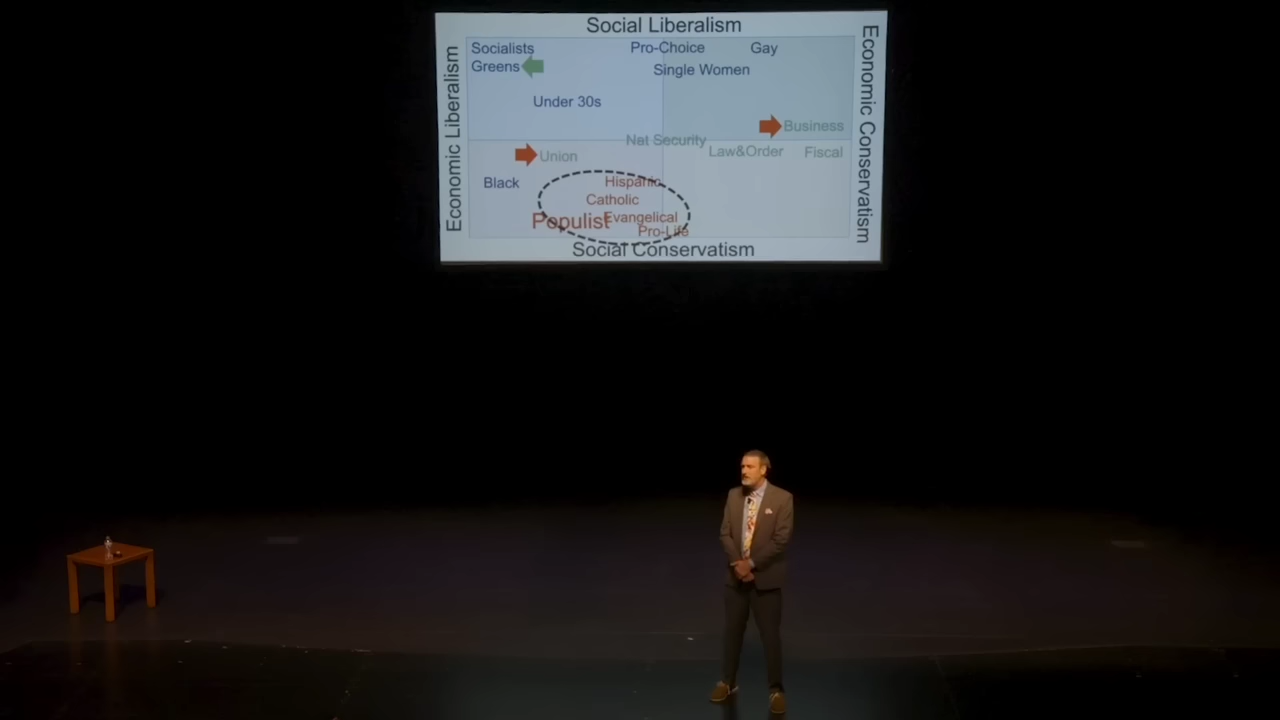 Social Liberalism
Economic Liberalism
Economic Conservatism
Socialists
Pro-Choice
Gay
Greens
Single Women
Under 30s
Business
Nat Security
Union
Law&Order
Fiscal
Black
Hispanic
Catholic
Populist
Evangelical
Pro-Life
Social Conservatism